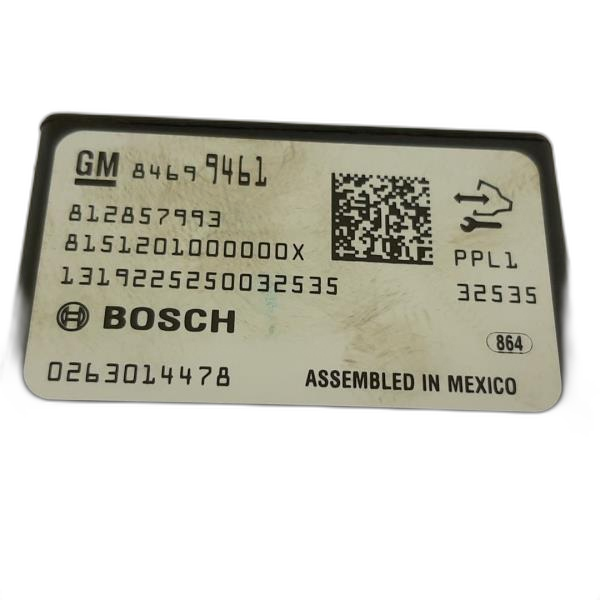 GM 84699461
812857993
8151201000000X
PPL1
1319225250032535
32535
BOSCH
864
0263014478
ASSEMBLED IN MEXICO